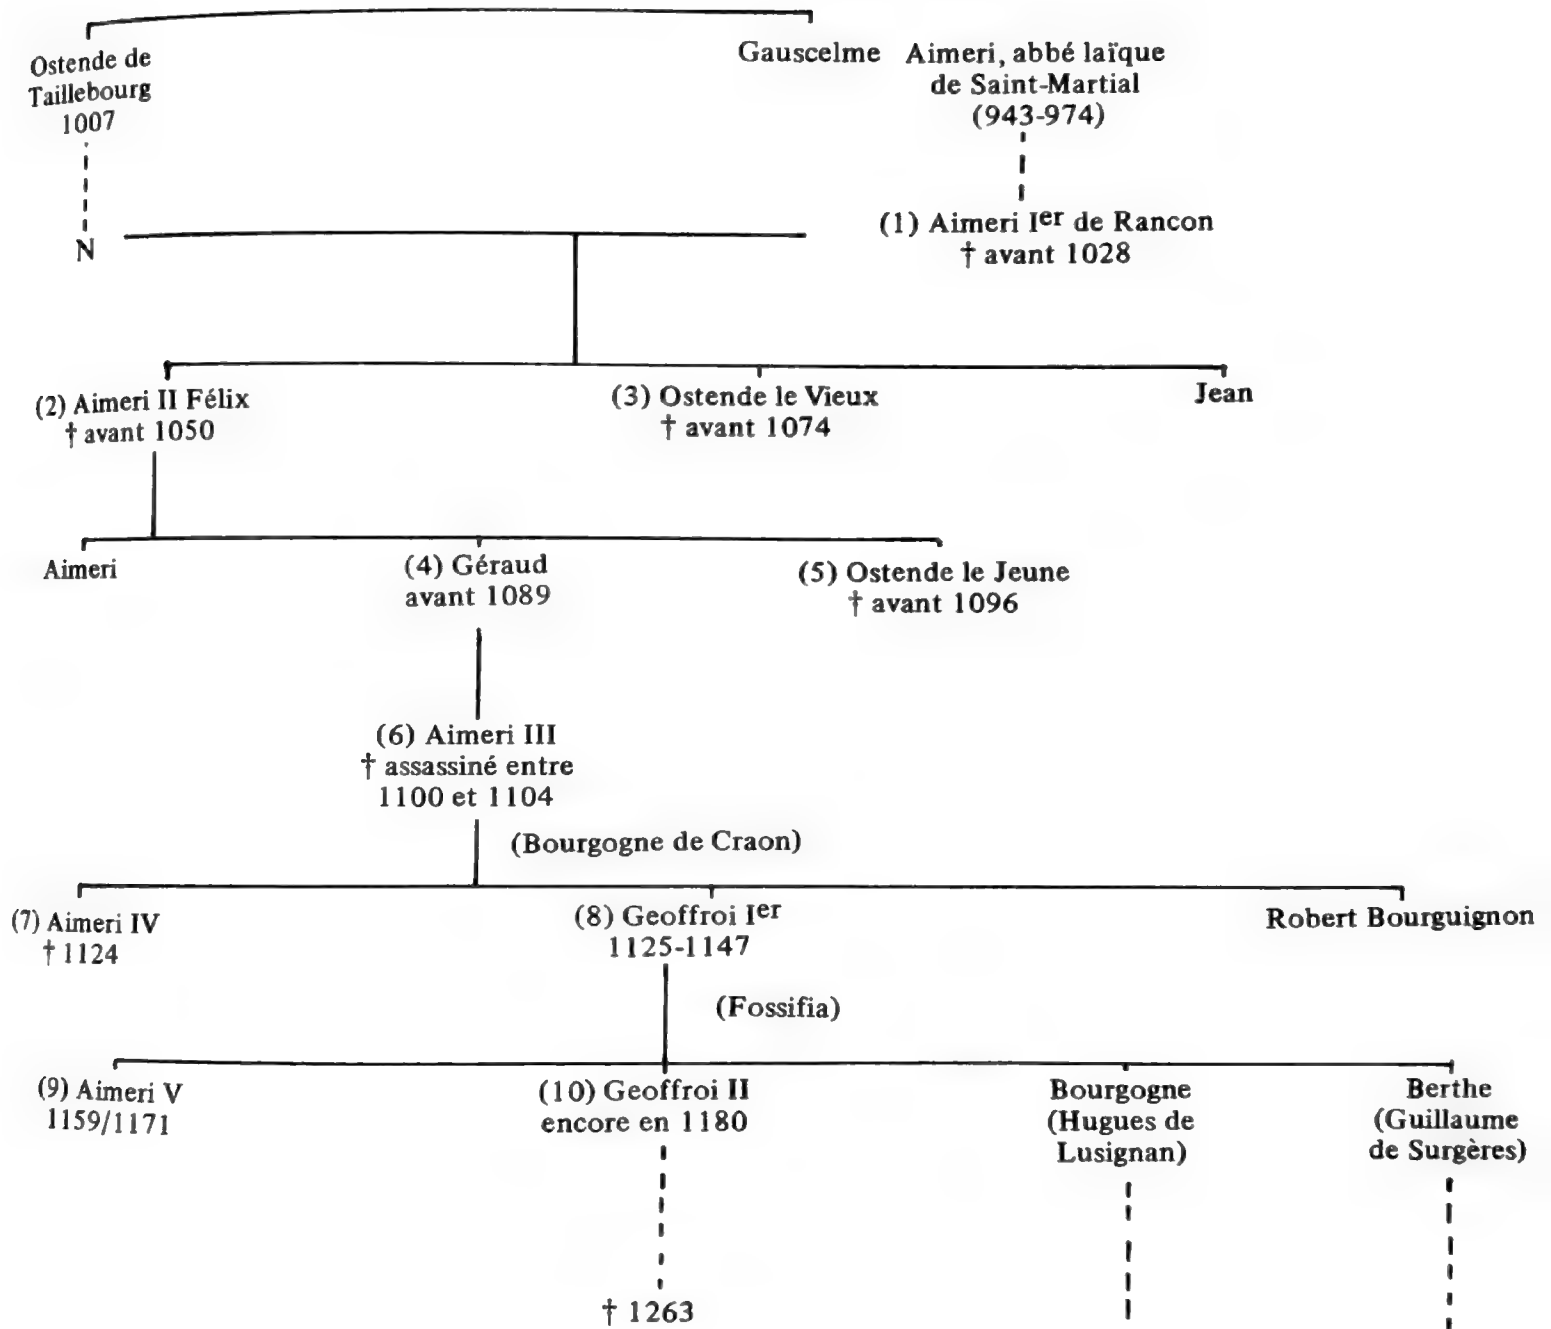 Ostende de
Taillebourg
1007
Gauscelme
Aimeri, abbé laïque
de Saint-Martial
(943-974)
N
(1) Aimeri Ier de Rancon
† avant 1028
(2) Aimeri II Félix
† avant 1050
(3) Ostende le Vieux
† avant 1074
Jean
Aimeri
(4) Géraud
avant 1089
(5) Ostende le Jeune
† avant 1096
(6) Aimeri III
† assassiné entre
1100 et 1104
(Bourgogne de Craon)
(7) Aimeri IV
† 1124
(8) Geoffroi Ier
1125-1147
Robert Bourguignon
(Fossifia)
(9) Aimeri V
1159/1171
(10) Geoffroi II
encore en 1180
Bourgogne
(Hugues de
Lusignan)
Berthe
(Guillaume
de Surgères)
† 1263